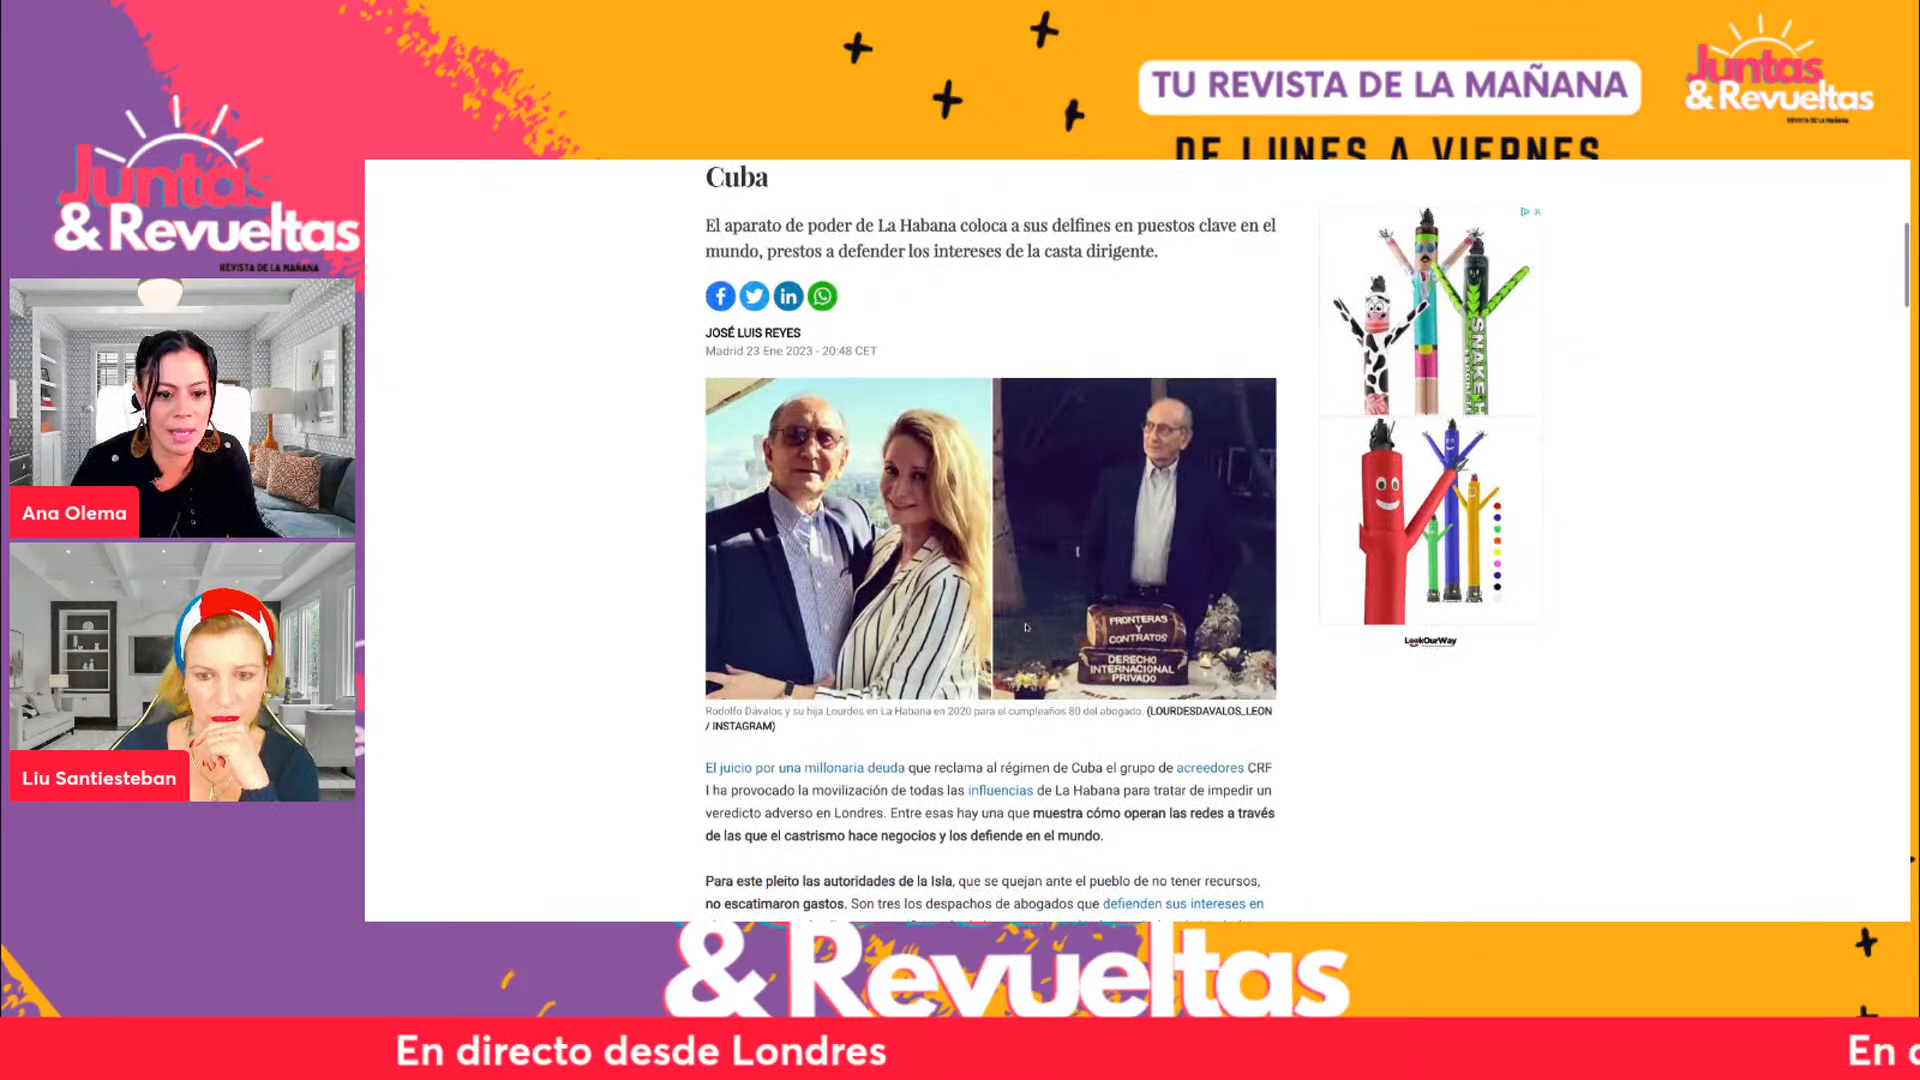 TU REVISTA DE LA MAÑANA
Juntas
& Revueltas
REVISTA DE LA MAÑANA
DE LUNES A VIERNES
Juntas
& Revueltas
REVISTA DE LA MAÑANA
Cuba
El aparato de poder de La Habana coloca a sus delfines en puestos clave en el
mundo, prestos a defender los intereses de la casta dirigente.
JOSÉ LUIS REYES
Madrid 23 Ene 2023 - 20:48 CET
FRONTERAS
Y
CONTRATOS
DERECHO
INTERNACIONAL
PRIVADO
Rodolfo Dávalos y su hija Lourdes en La Habana en 2020 para el cumpleaños 80 del abogado. (LOURDESDAVALOS_LEON
/ INSTAGRAM)
El juicio por una millonaria deuda que reclama al régimen de Cuba el grupo de acreedores CRF
I ha provocado la movilización de todas las influencias de La Habana para tratar de impedir un
veredicto adverso en Londres. Entre esas hay una que muestra cómo operan las redes a través
de las que el castrismo hace negocios y los defiende en el mundo.
Para este pleito las autoridades de la Isla, que se quejan ante el pueblo de no tener recursos,
no escatimaron gastos. Son tres los despachos de abogados que defienden sus intereses en
SNAKE
LookOurWay
Ana Olema
Liu Santiesteban
& Revueltas
En directo desde Londres
En